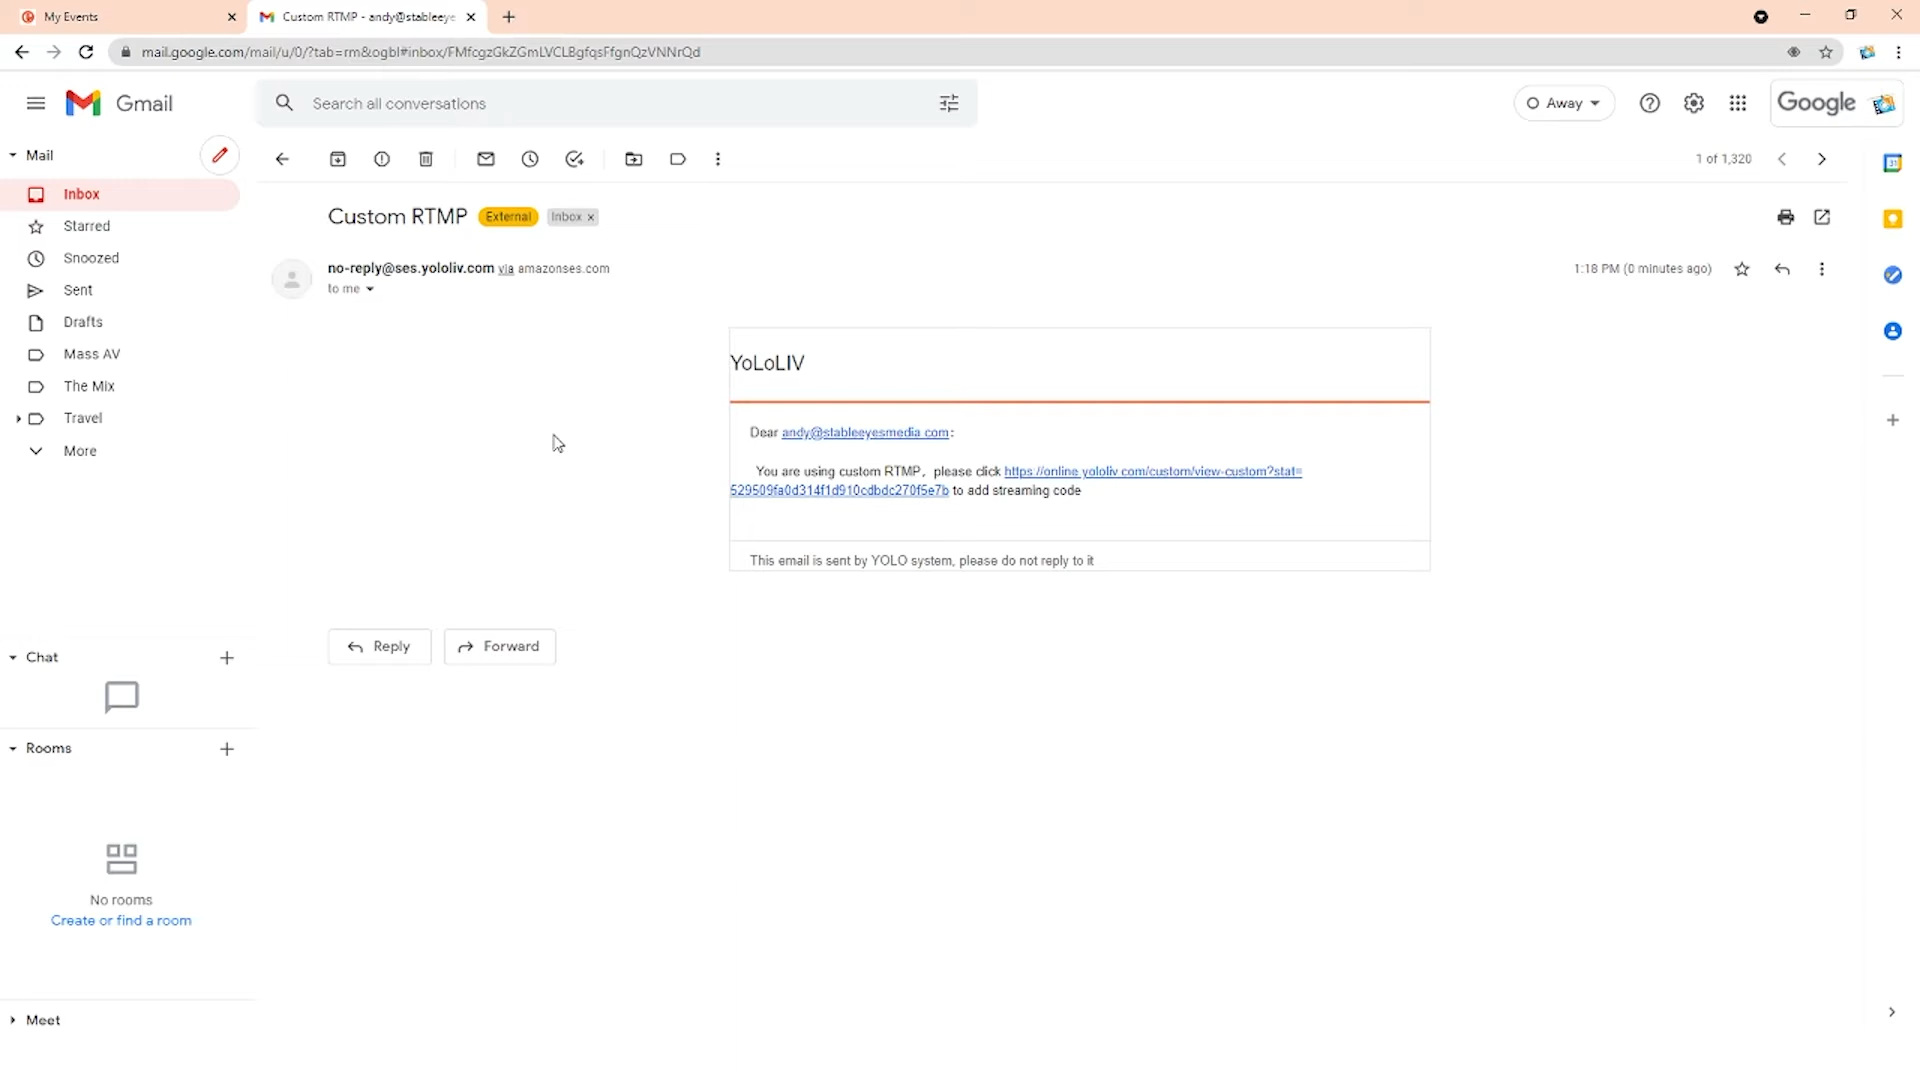 My Events
Custom RTMP - andy@stableeye
mail.google.com/mail/u/0/?tab=rm&ogbl#inbox/FMfcgzGkZGmLVCLBgfqsFfgnQzVNNrQd
Gmail
Search all conversations
Away
Google
Mail
1 of 1,320
31
Inbox
Custom RTMP External Inbox x
Starred
Snoozed
no-reply@ses.yololiv.com via amazonses.com
1:18 PM (0 minutes ago)
to me
Sent
Drafts
Mass AV
The Mix
Travel
More
YoLoLIV
Dear andy@stableeyesmedia.com:
You are using custom RTMP, please click https://online.yololiv.com/custom/view-custom?stat=
529509fa0d314f1d910cdbdc270f5e7b to add streaming code
This email is sent by YOLO system, please do not reply to it
Reply
Forward
Chat
Rooms
No rooms
Create or find a room
Meet